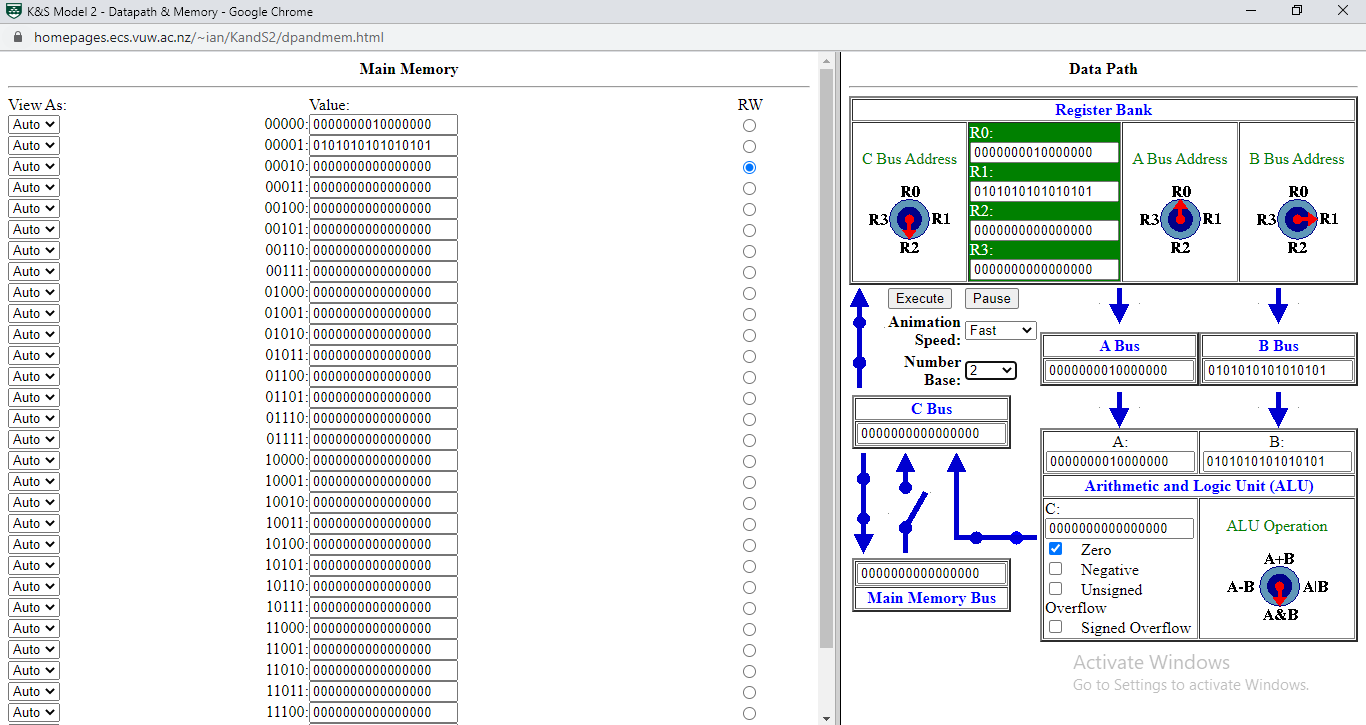 K&S Model 2 - Datapath & Memory - Google Chrome
homepages.ecs.vuw.ac.nz/~ian/KandS2/dpandmem.html
Main Memory
View As: Value: RW
Auto 00000: 0000000010000000
Auto 00001: 0101010101010101
Auto 00010: 0000000000000000
Auto 00011: 0000000000000000
Auto 00100: 0000000000000000
Auto 00101: 0000000000000000
Auto 00110: 0000000000000000
Auto 00111: 0000000000000000
Auto 01000: 0000000000000000
Auto 01001: 0000000000000000
Auto 01010: 0000000000000000
Auto 01011: 0000000000000000
Auto 01100: 0000000000000000
Auto 01101: 0000000000000000
Auto 01110: 0000000000000000
Auto 01111: 0000000000000000
Auto 10000: 0000000000000000
Auto 10001: 0000000000000000
Auto 10010: 0000000000000000
Auto 10011: 0000000000000000
Auto 10100: 0000000000000000
Auto 10101: 0000000000000000
Auto 10110: 0000000000000000
Auto 10111: 0000000000000000
Auto 11000: 0000000000000000
Auto 11001: 0000000000000000
Auto 11010: 0000000000000000
Auto 11011: 0000000000000000
Auto 11100: 0000000000000000
Data Path
Register Bank
C Bus Address
R0
R3 R1
R2
R0:
0000000010000000
R1:
0101010101010101
R2:
0000000000000000
R3:
0000000000000000
A Bus Address
R0
R3 R1
R2
B Bus Address
R0
R3 R1
R2
Execute Pause
Animation
Speed: Fast
Number
Base: 2
A Bus
0000000010000000
B Bus
0101010101010101
C Bus
0000000000000000
A:
0000000010000000
B:
0101010101010101
Arithmetic and Logic Unit (ALU)
C:
0000000000000000
Zero
Negative
Unsigned
Overflow
Signed Overflow
ALU Operation
A+B
A-B A|B
A&B
0000000000000000
Main Memory Bus
Activate Windows
Go to Settings to activate Windows.